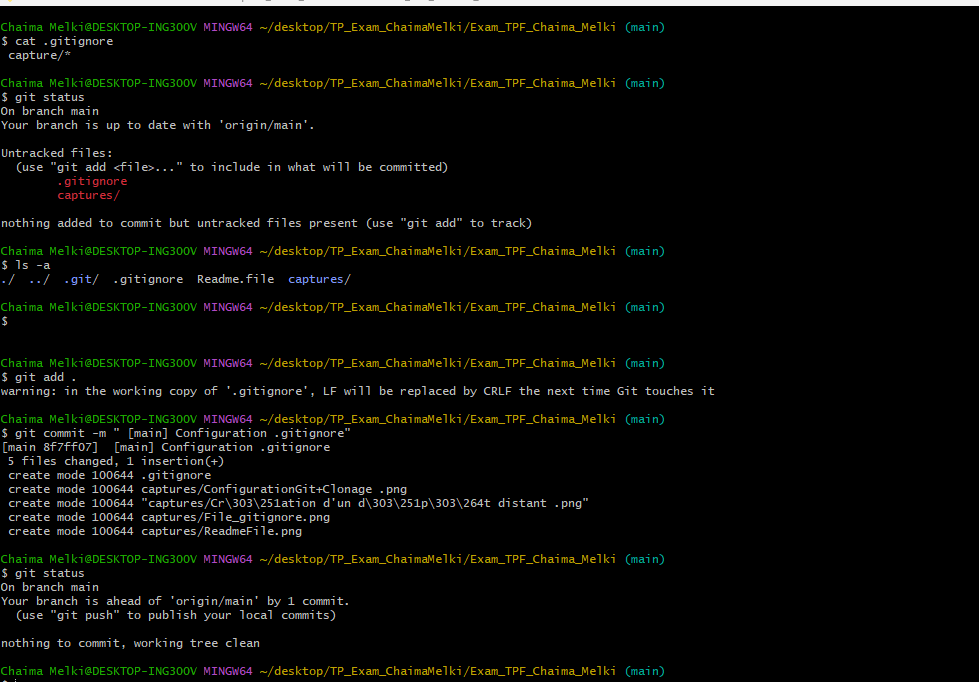 Chaima Melki@DESKTOP-ING3OOV MINGW64 ~/desktop/TP_Exam_ChaimaMelki/Exam_TPF_Chaima_Melki (main)
$ cat .gitignore
 capture/*
Chaima Melki@DESKTOP-ING3OOV MINGW64 ~/desktop/TP_Exam_ChaimaMelki/Exam_TPF_Chaima_Melki (main)
$ git status
On branch main
Your branch is up to date with 'origin/main'.
Untracked files:
  (use "git add <file>..." to include in what will be committed)
        .gitignore
        captures/
nothing added to commit but untracked files present (use "git add" to track)
Chaima Melki@DESKTOP-ING3OOV MINGW64 ~/desktop/TP_Exam_ChaimaMelki/Exam_TPF_Chaima_Melki (main)
$ ls -a
./  ../  .git/  .gitignore  Readme.file  captures/
Chaima Melki@DESKTOP-ING3OOV MINGW64 ~/desktop/TP_Exam_ChaimaMelki/Exam_TPF_Chaima_Melki (main)
$
Chaima Melki@DESKTOP-ING3OOV MINGW64 ~/desktop/TP_Exam_ChaimaMelki/Exam_TPF_Chaima_Melki (main)
$ git add .
warning: in the working copy of '.gitignore', LF will be replaced by CRLF the next time Git touches it
Chaima Melki@DESKTOP-ING3OOV MINGW64 ~/desktop/TP_Exam_ChaimaMelki/Exam_TPF_Chaima_Melki (main)
$ git commit -m " [main] Configuration .gitignore"
[main 8f7ff07]  [main] Configuration .gitignore
 5 files changed, 1 insertion(+)
 create mode 100644 .gitignore
 create mode 100644 captures/ConfigurationGit+Clonage .png
 create mode 100644 "captures/Cr\303\251ation d'un d\303\251p\303\264t distant .png"
 create mode 100644 captures/File_gitignore.png
 create mode 100644 captures/ReadmeFile.png
Chaima Melki@DESKTOP-ING3OOV MINGW64 ~/desktop/TP_Exam_ChaimaMelki/Exam_TPF_Chaima_Melki (main)
$ git status
On branch main
Your branch is ahead of 'origin/main' by 1 commit.
  (use "git push" to publish your local commits)
nothing to commit, working tree clean
Chaima Melki@DESKTOP-ING3OOV MINGW64 ~/desktop/TP_Exam_ChaimaMelki/Exam_TPF_Chaima_Melki (main)